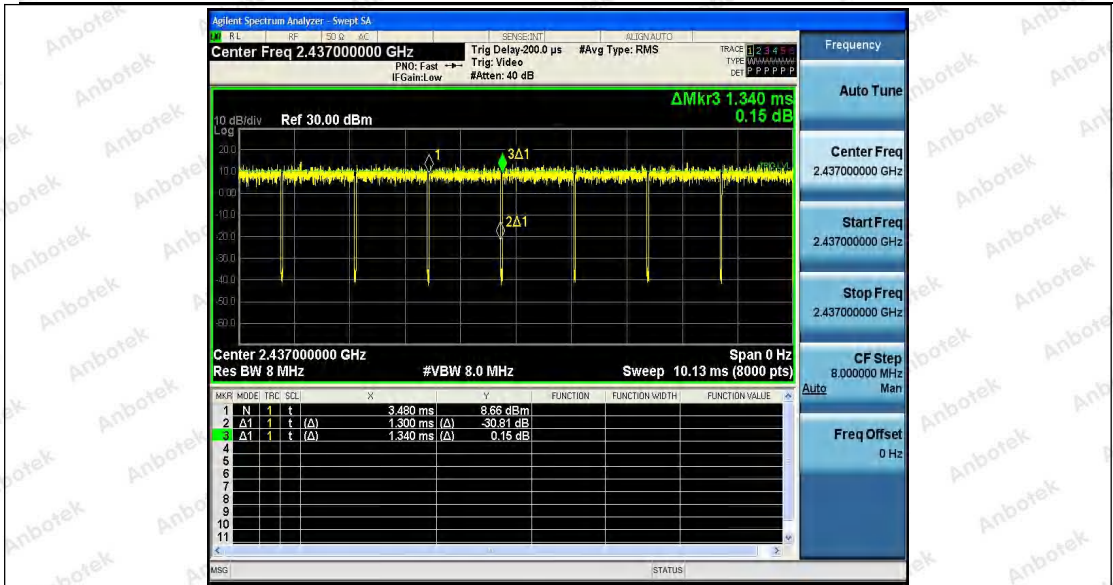 Agilent Spectrum Analyzer - Swept SA
RL RF 50 Ω AC SENSE:INT ALIGN AUTO
Center Freq 2.437000000 GHz
PNO: Fast
IFGain:Low
Trig Delay-200.0 µs
Trig: Video
#Atten: 40 dB
#Avg Type: RMS
TRACE 1 2 3 4 5 6
TYPE
DET P P P P P P
ΔMkr3 1.340 ms
0.15 dB
10 dB/div Ref 30.00 dBm
Log
20.0
10.0
0.00
-10.0
-20.0
-30.0
-40.0
-50.0
-60.0
1
3Δ1
2Δ1
Center 2.437000000 GHz Span 0 Hz
Res BW 8 MHz #VBW 8.0 MHz Sweep 10.13 ms (8000 pts)
MKR MODE TRC SCL X Y FUNCTION FUNCTION WIDTH FUNCTION VALUE
1 N 1 t 3.480 ms 8.66 dBm
2 Δ1 1 t (Δ) 1.300 ms (Δ) -30.81 dB
3 Δ1 1 t (Δ) 1.340 ms (Δ) 0.15 dB
4
5
6
7
8
9
10
11
MSG STATUS
Frequency
Auto Tune
Center Freq
2.437000000 GHz
Start Freq
2.437000000 GHz
Stop Freq
2.437000000 GHz
CF Step
8.000000 MHz
Auto Man
Freq Offset
0 Hz
Anbotek